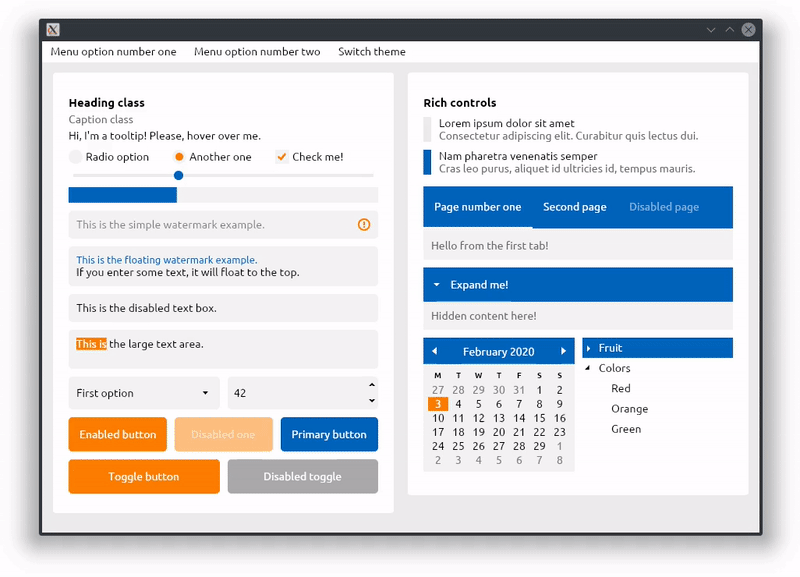 Menu option number one Menu option number two Switch theme
Heading class
Caption class
Hi, I'm a tooltip! Please, hover over me.
Radio option Another one Check me!
This is the simple watermark example.
This is the floating watermark example.
If you enter some text, it will float to the top.
This is the disabled text box.
This is the large text area.
First option 42
Enabled button Disabled one Primary button
Toggle button Disabled toggle
Rich controls
Lorem ipsum dolor sit amet
Consectetur adipiscing elit. Curabitur quis lectus dui.
Nam pharetra venenatis semper
Cras leo purus, aliquet id ultricies id, tempus mauris.
Page number one Second page Disabled page
Hello from the first tab!
Expand me!
Hidden content here!
February 2020
M T W T F S S
27 28 29 30 31 1 2
3 4 5 6 7 8 9
10 11 12 13 14 15 16
17 18 19 20 21 22 23
24 25 26 27 28 29 1
2 3 4 5 6 7 8
Fruit
Colors
Red
Orange
Green